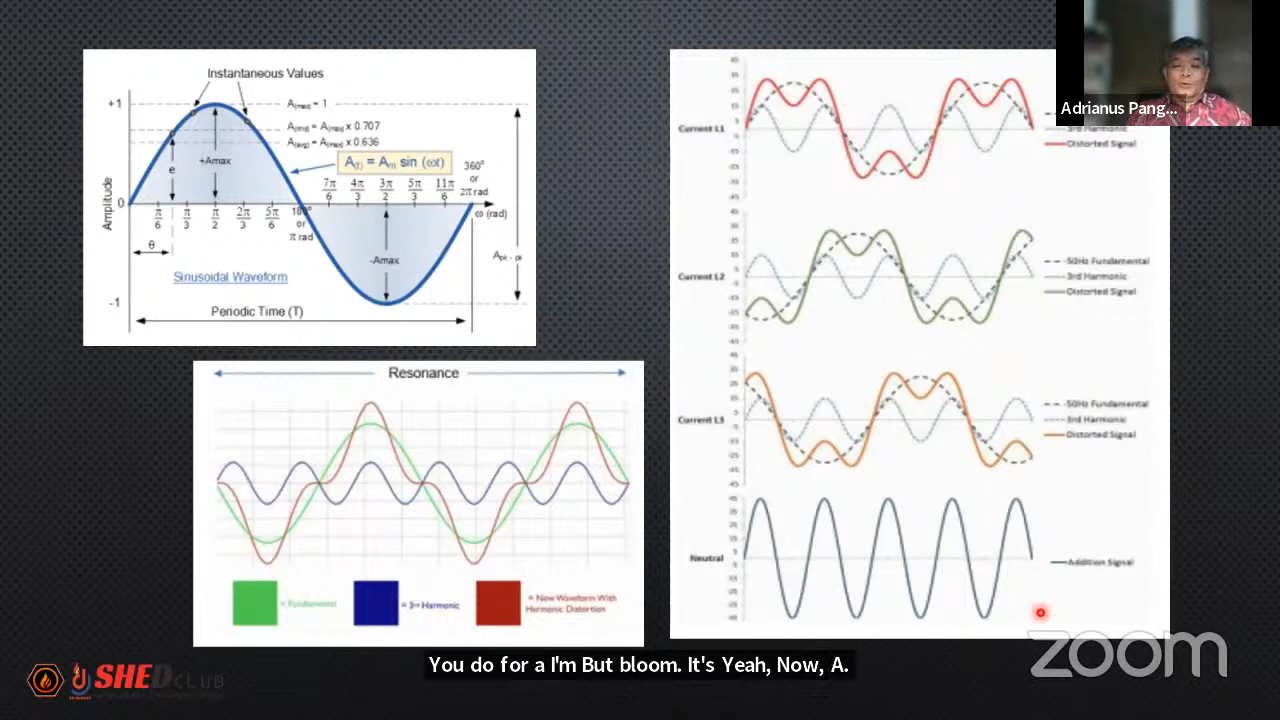 Instantaneous Values
+1
A(max) = 1
A(rms) = A(max) x 0.707
A(avg) = A(max) x 0.636
+Amax
e
A(t) = Am sin (ωt)
360°
or
2π rad
7π/6 4π/3 3π/2 5π/3 11π/6
Amplitude
0
π/6 π/3 π/2 2π/3 5π/6
180°
or
π rad
ω (rad)
θ
-Amax
Sinusoidal Waveform
-1
Periodic Time (T)
Resonance
= Fundamental
= 3rd Harmonic
= New Waveform With
Harmonic Distortion
Current L1
3rd Harmonic
Distorted Signal
Current L2
50Hz Fundamental
3rd Harmonic
Distorted Signal
Current L3
50Hz Fundamental
3rd Harmonic
Distorted Signal
Neutral
Addition Signal
Adrianus Pang...
You do for a I'm But bloom. It's Yeah, Now, A.
SHED CLUB
zoom